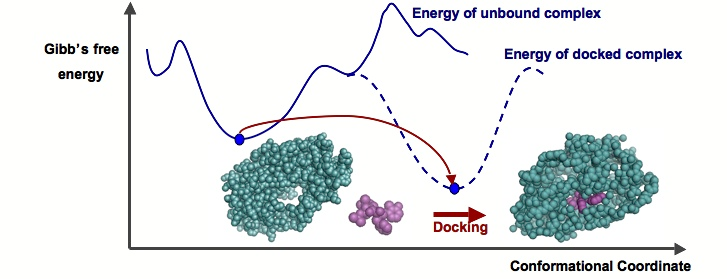 Energy of unbound complex
Gibb's free
energy
Energy of docked complex
Docking
Conformational Coordinate